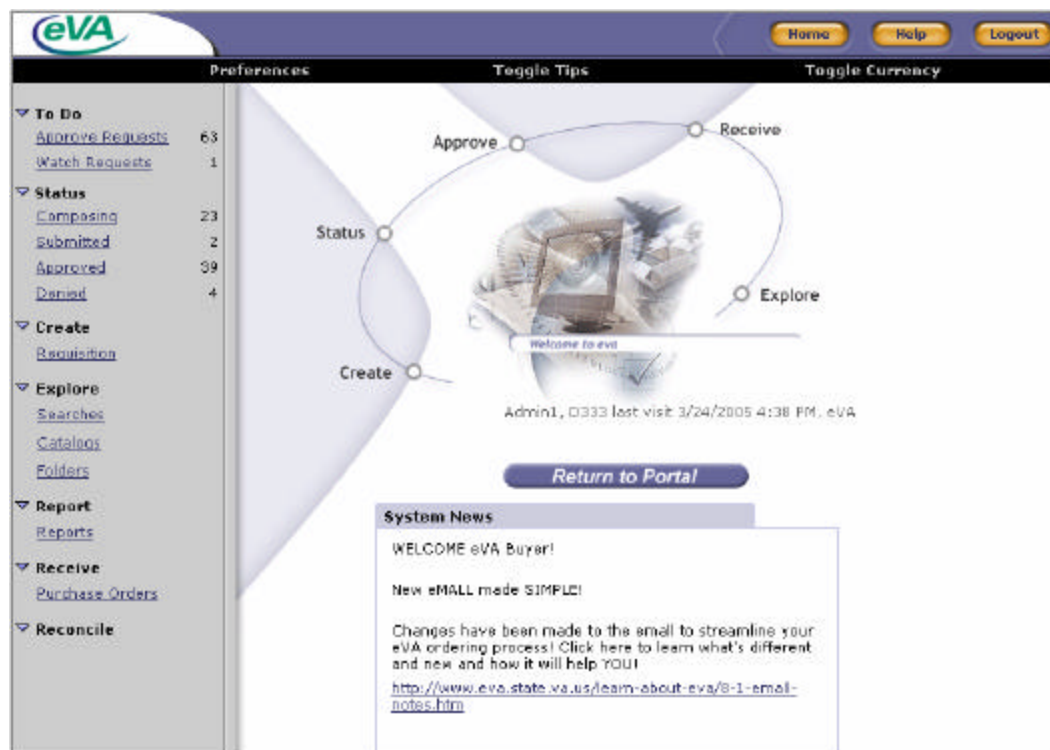 eVA
Home Help Logout
Preferences Toggle Tips Toggle Currency
To Do
Approve Requests 63
Watch Requests 1
Status
Composing 23
Submitted 2
Approved 39
Denied 4
Create
Requisition
Explore
Searches
Catalogs
Folders
Report
Reports
Receive
Purchase Orders
Reconcile
Approve
Receive
Status
Explore
Create
Welcome to eva
Admin1, D333 last visit 3/24/2005 4:38 PM, eVA
Return to Portal
System News
WELCOME eVA Buyer!
New eMALL made SIMPLE!
Changes have been made to the emall to streamline your
eVA ordering process! Click here to learn what's different
and new and how it will help YOU!
http://www.eva.state.va.us/learn-about-eva/8-1-emall-
notes.htm